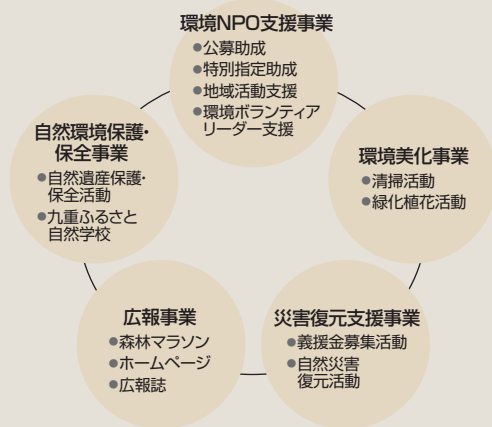 環境NPO支援事業
●公募助成
●特別指定助成
●地域活動支援
●環境ボランティア
リーダー支援
自然環境保護・
保全事業
●自然遺産保護・
保全活動
●九重ふるさと
自然学校
環境美化事業
●清掃活動
●緑化植花活動
広報事業
●森林マラソン
●ホームページ
●広報誌
災害復元支援事業
●義援金募集活動
●自然災害
復元活動